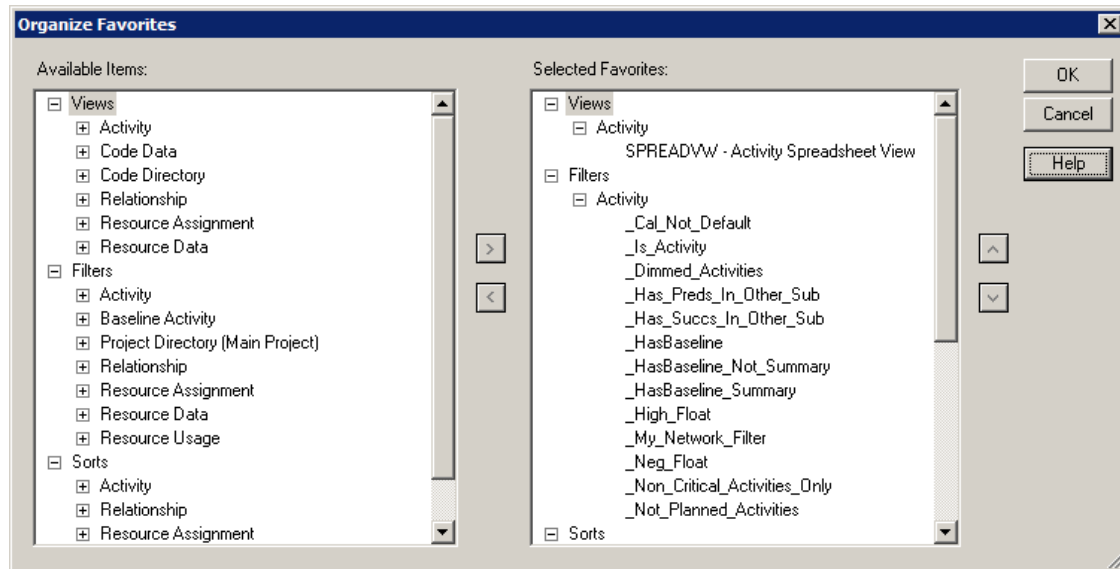 Organize Favorites
Available Items:
Views
Activity
Code Data
Code Directory
Relationship
Resource Assignment
Resource Data
Filters
Activity
Baseline Activity
Project Directory (Main Project)
Relationship
Resource Assignment
Resource Data
Resource Usage
Sorts
Activity
Relationship
Resource Assignment
>
<
Selected Favorites:
Views
Activity
SPREADVW - Activity Spreadsheet View
Filters
Activity
_Cal_Not_Default
_Is_Activity
_Dimmed_Activities
_Has_Preds_In_Other_Sub
_Has_Succs_In_Other_Sub
_HasBaseline
_HasBaseline_Not_Summary
_HasBaseline_Summary
_High_Float
_My_Network_Filter
_Neg_Float
_Non_Critical_Activities_Only
_Not_Planned_Activities
Sorts
OK
Cancel
Help